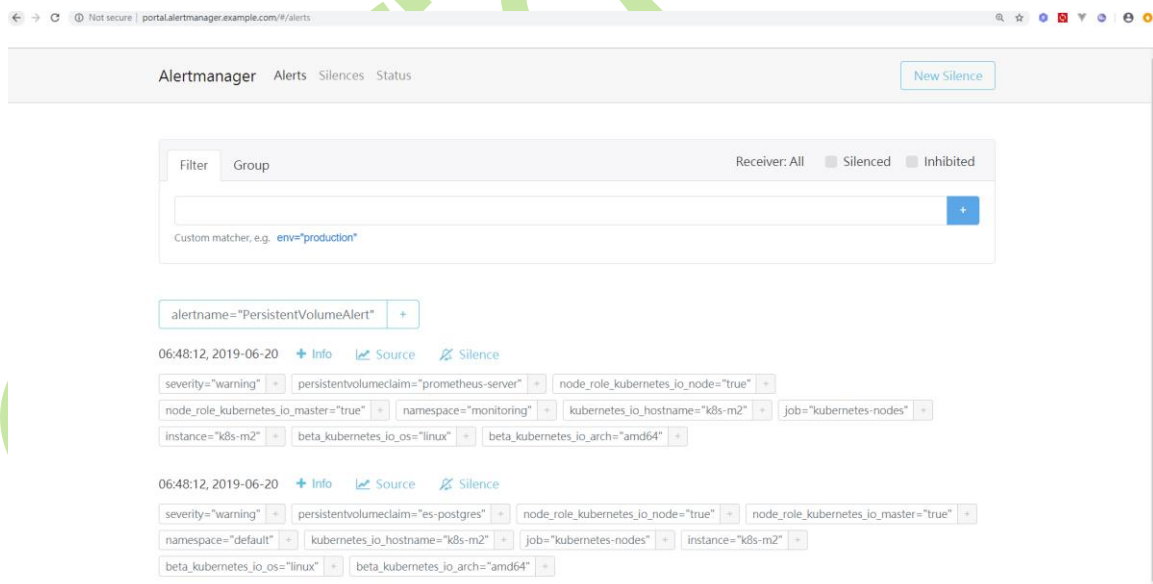 Not secure | portal.alertmanager.example.com/#/alerts
Alertmanager Alerts Silences Status New Silence
Filter Group Receiver: All Silenced Inhibited
+
Custom matcher, e.g. env="production"
alertname="PersistentVolumeAlert" +
06:48:12, 2019-06-20 + Info Source Silence
severity="warning" + persistentvolumeclaim="prometheus-server" + node_role_kubernetes_io_node="true" +
node_role_kubernetes_io_master="true" + namespace="monitoring" + kubernetes_io_hostname="k8s-m2" + job="kubernetes-nodes" +
instance="k8s-m2" + beta_kubernetes_io_os="linux" + beta_kubernetes_io_arch="amd64" +
06:48:12, 2019-06-20 + Info Source Silence
severity="warning" + persistentvolumeclaim="es-postgres" + node_role_kubernetes_io_node="true" + node_role_kubernetes_io_master="true" +
namespace="default" + kubernetes_io_hostname="k8s-m2" + job="kubernetes-nodes" + instance="k8s-m2" +
beta_kubernetes_io_os="linux" + beta_kubernetes_io_arch="amd64" +